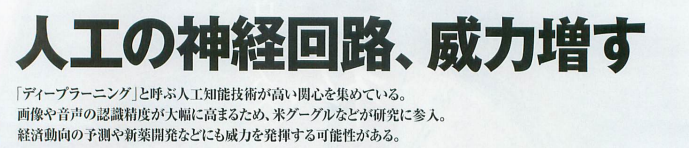 人工の神経回路、威力増す
「ディープラーニング」と呼ぶ人工知能技術が高い関心を集めている。
画像や音声の認識精度が大幅に高まるため、米グーグルなどが研究に参入。
経済動向の予測や新薬開発などにも威力を発揮する可能性がある。